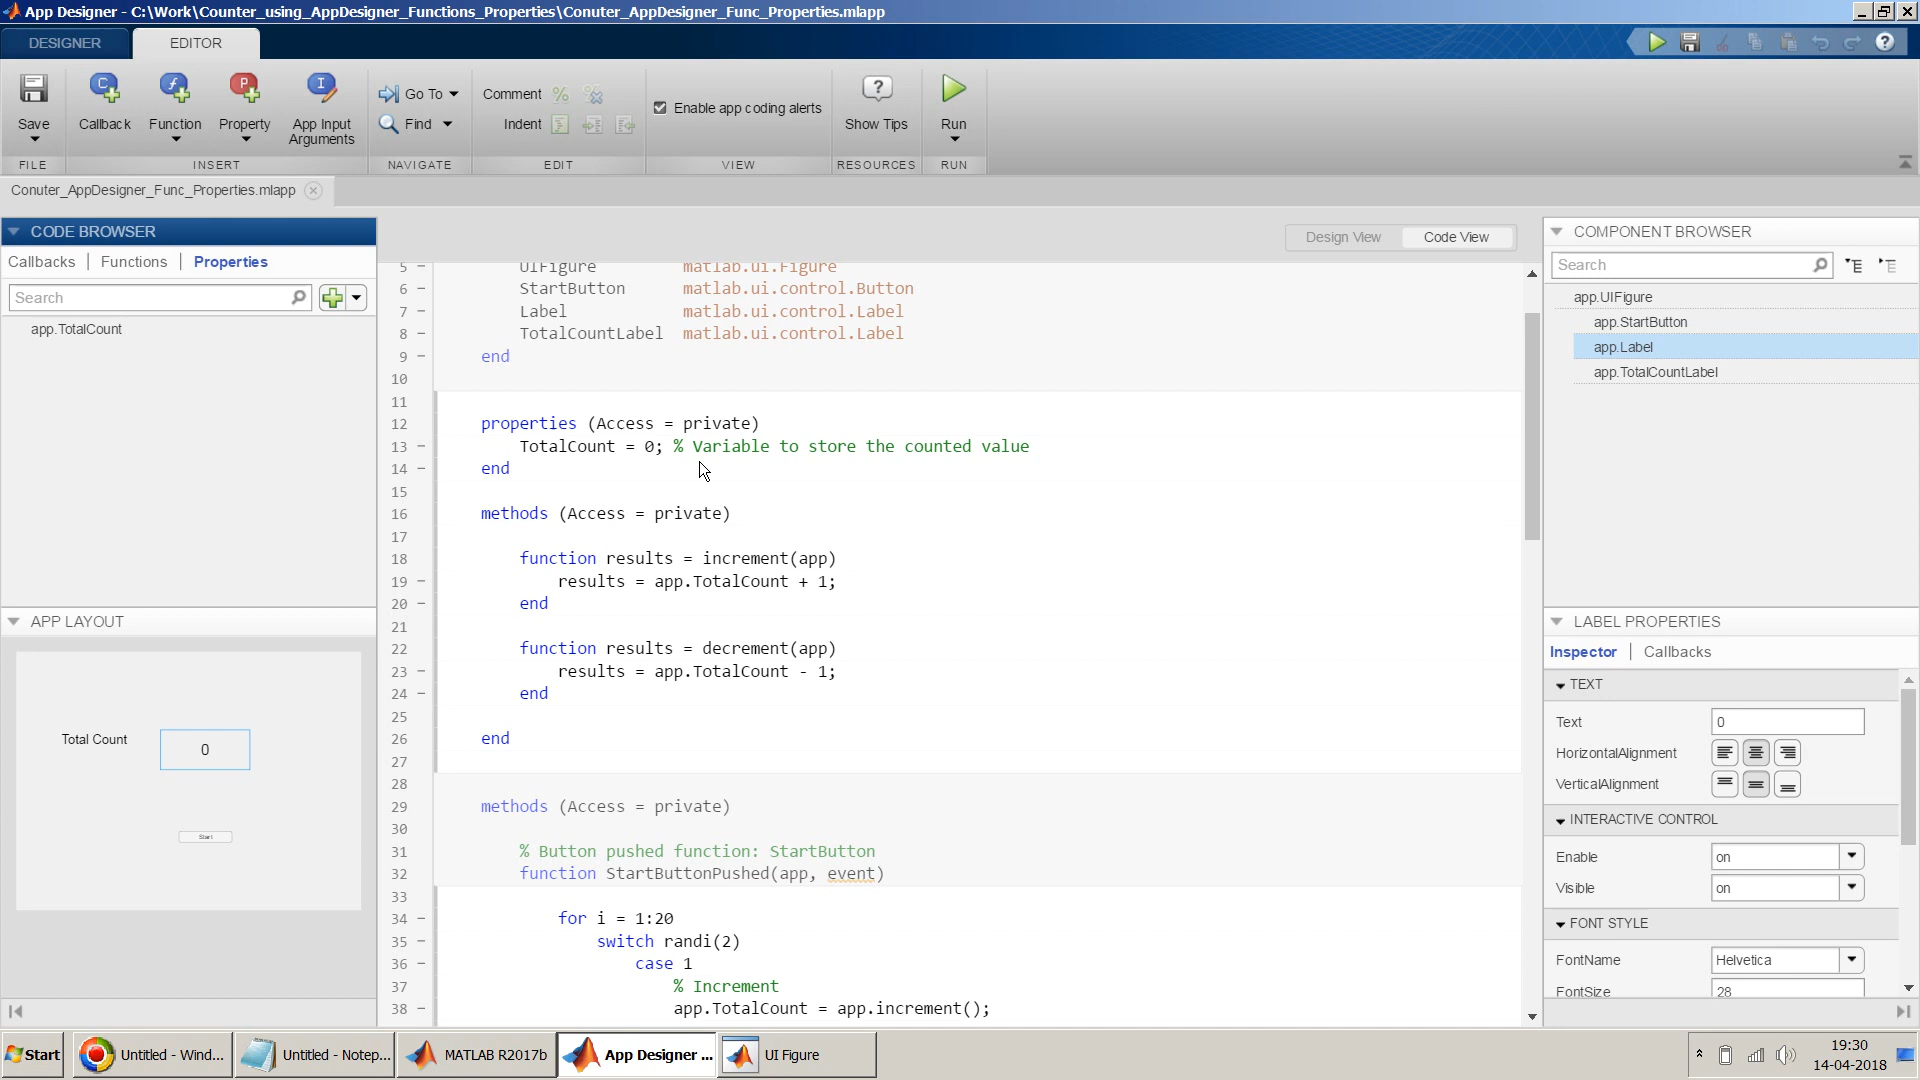 App Designer - C:\Work\Counter_using_AppDesigner_Functions_Properties\Conuter_AppDesigner_Func_Properties.mlapp
DESIGNER
EDITOR
Save
Callback
Function
Property
App Input
Arguments
Go To
Find
Comment
Indent
Enable app coding alerts
Show Tips
Run
FILE
INSERT
NAVIGATE
EDIT
VIEW
RESOURCES
RUN
Conuter_AppDesigner_Func_Properties.mlapp
CODE BROWSER
Callbacks
Functions
Properties
Search
app.TotalCount
APP LAYOUT
Total Count
0
Start
Design View
Code View
5 - UIFigure matlab.ui.Figure
6 - StartButton matlab.ui.control.Button
7 - Label matlab.ui.control.Label
8 - TotalCountLabel matlab.ui.control.Label
9 - end
10
11
12 properties (Access = private)
13 - TotalCount = 0; % Variable to store the counted value
14 - end
15
16 methods (Access = private)
17
18 function results = increment(app)
19 - results = app.TotalCount + 1;
20 - end
21
22 function results = decrement(app)
23 - results = app.TotalCount - 1;
24 - end
25
26 end
27
28
29 methods (Access = private)
30
31 % Button pushed function: StartButton
32 function StartButtonPushed(app, event)
33
34 - for i = 1:20
35 - switch randi(2)
36 - case 1
37 % Increment
38 - app.TotalCount = app.increment();
COMPONENT BROWSER
Search
app.UIFigure
app.StartButton
app.Label
app.TotalCountLabel
LABEL PROPERTIES
Inspector
Callbacks
TEXT
Text 0
HorizontalAlignment
VerticalAlignment
INTERACTIVE CONTROL
Enable on
Visible on
FONT STYLE
FontName Helvetica
FontSize 28
Start
Untitled - Wind...
Untitled - Notep...
MATLAB R2017b
App Designer ...
UI Figure
19:30
14-04-2018